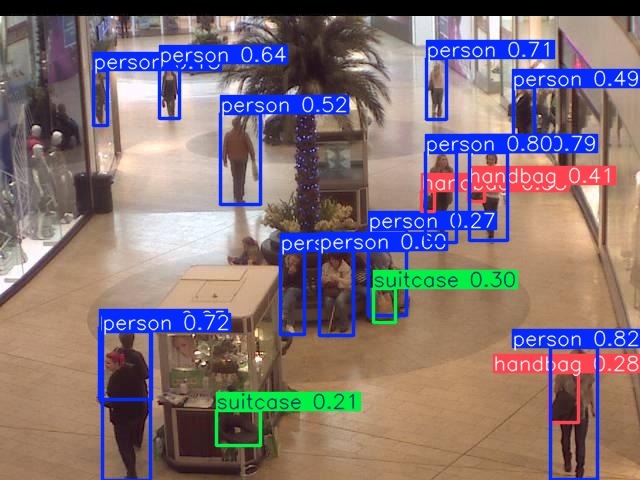 person 0.71
person 0.64
person 0.49
person 0.52
person 0.80
0.79
handbag 0.41
person 0.27
person 0.60
suitcase 0.30
person 0.72
person 0.82
handbag 0.28
suitcase 0.21